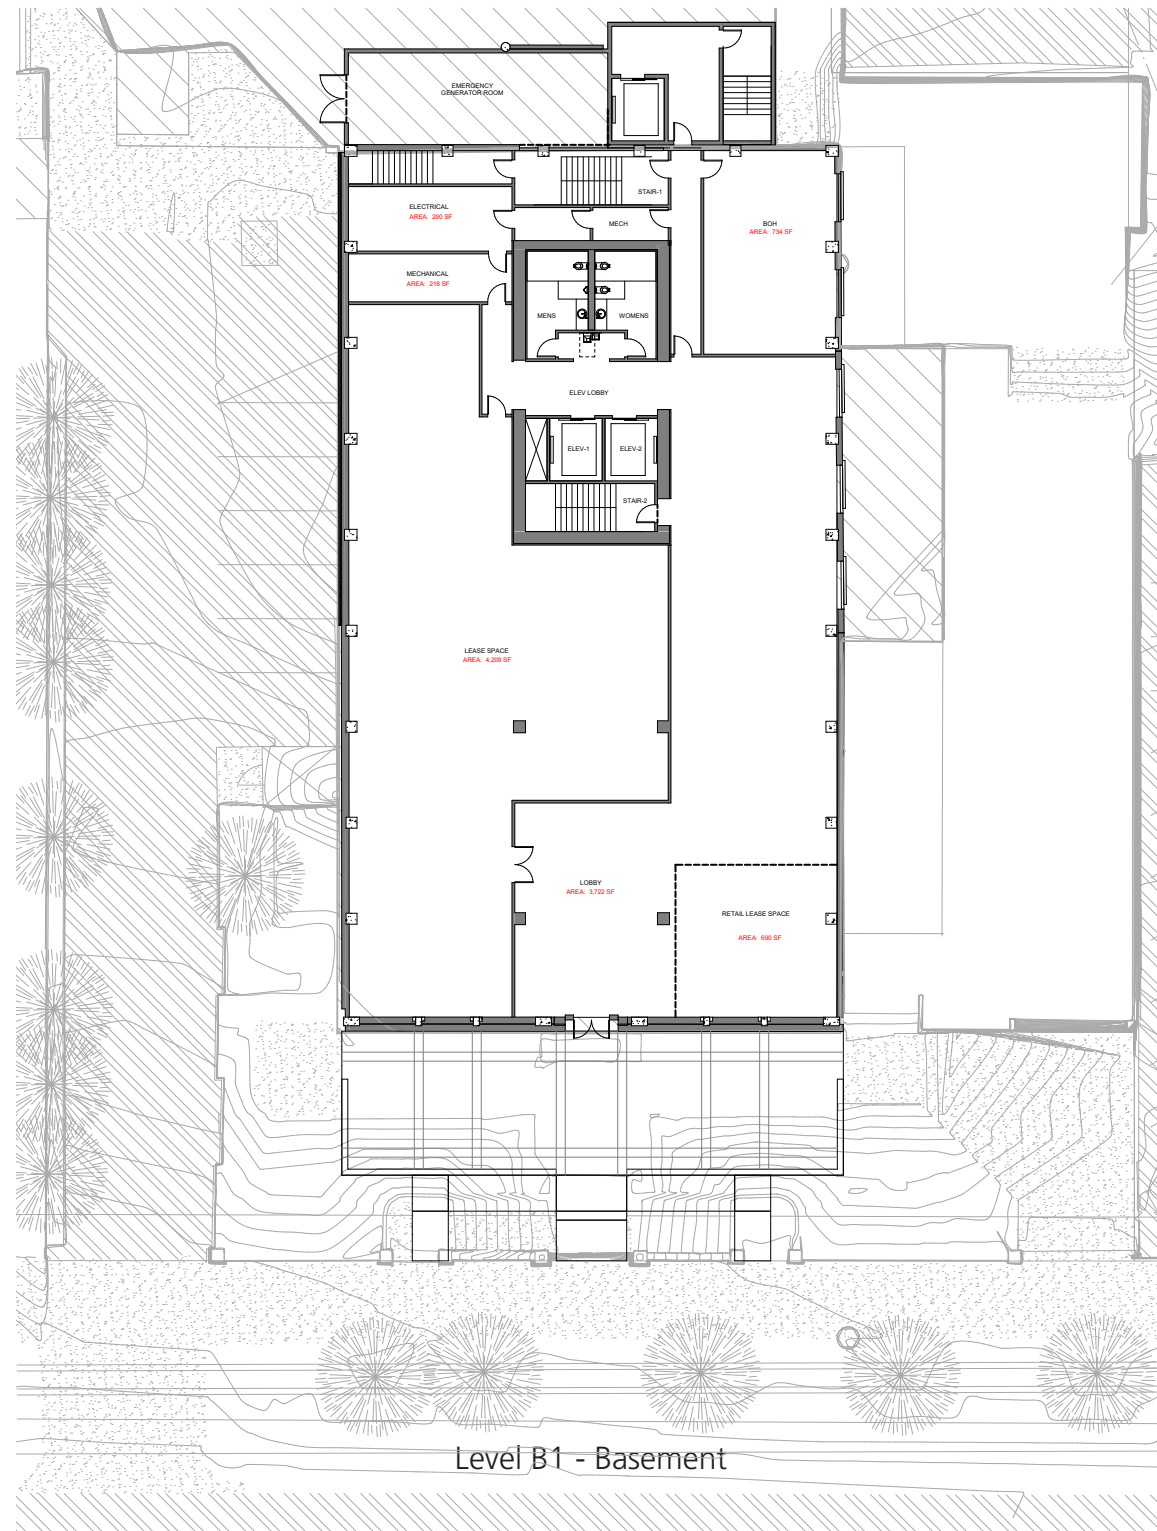 EMERGENCY
GENERATOR ROOM
STAIR-1
ELECTRICAL
AREA: 290 SF
MECH
BOH
AREA: 734 SF
MECHANICAL
AREA: 218 SF
MENS
WOMENS
ELEV LOBBY
ELEV-1
ELEV-2
STAIR-2
LEASE SPACE
AREA: 4,209 SF
LOBBY
AREA: 3,722 SF
RETAIL LEASE SPACE
AREA: 690 SF
Level B1 - Basement